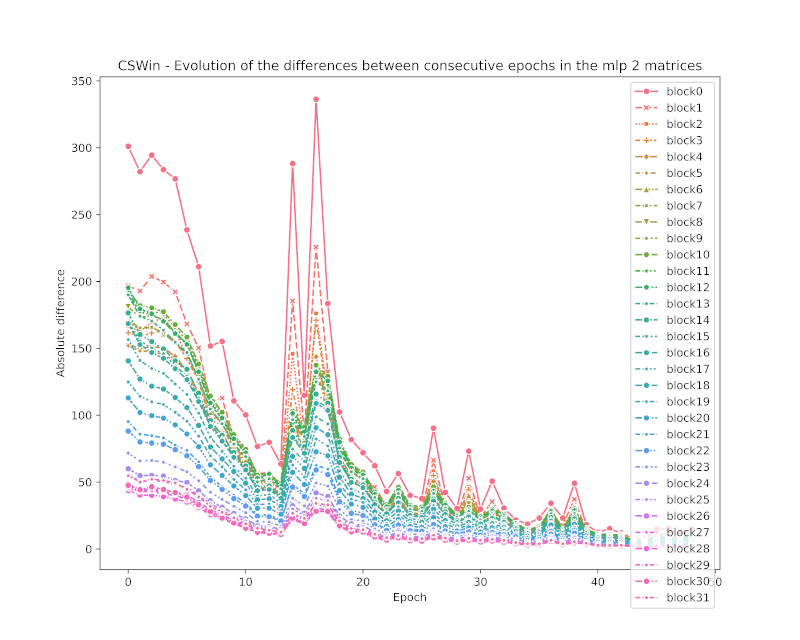 CSWin - Evolution of the differences between consecutive epochs in the mlp 2 matrices
350
300
250
200
150
100
50
0
Absolute difference
0
10
20
30
40
50
Epoch
block0
block1
block2
block3
block4
block5
block6
block7
block8
block9
block10
block11
block12
block13
block14
block15
block16
block17
block18
block19
block20
block21
block22
block23
block24
block25
block26
block27
block28
block29
block30
block31